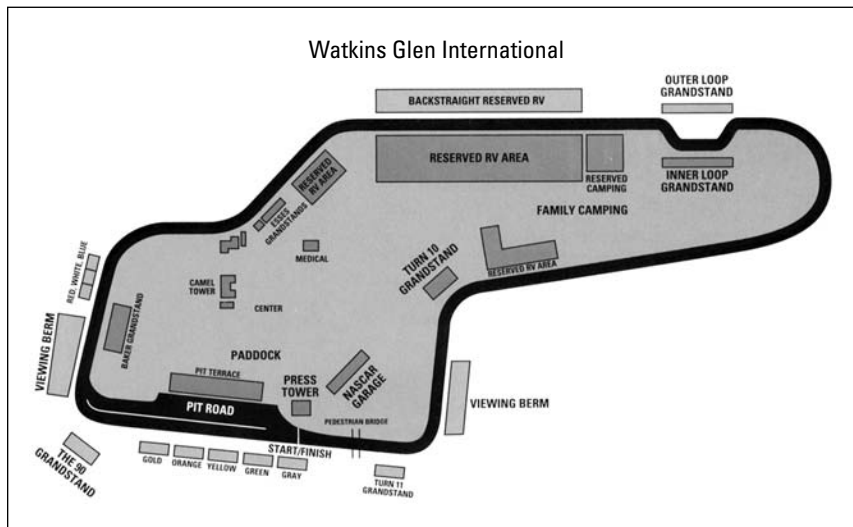 Watkins Glen International
OUTER LOOP
GRANDSTAND
BACKSTRAIGHT RESERVED RV
RESERVED RV AREA
RESERVED
CAMPING
INNER LOOP
GRANDSTAND
RESERVED
RV AREA
ESSES
GRANDSTANDS
FAMILY CAMPING
MEDICAL
TURN 10
GRANDSTAND
RESERVED RV AREA
RED, WHITE, BLUE
CAMEL
TOWER
CENTER
BAKER GRANDSTAND
VIEWING BERM
PADDOCK
PIT TERRACE
PRESS
TOWER
NASCAR
GARAGE
VIEWING BERM
PIT ROAD
PEDESTRIAN BRIDGE
START/FINISH
THE 90
GRANDSTAND
GOLD
ORANGE
YELLOW
GREEN
GRAY
TURN 11
GRANDSTAND